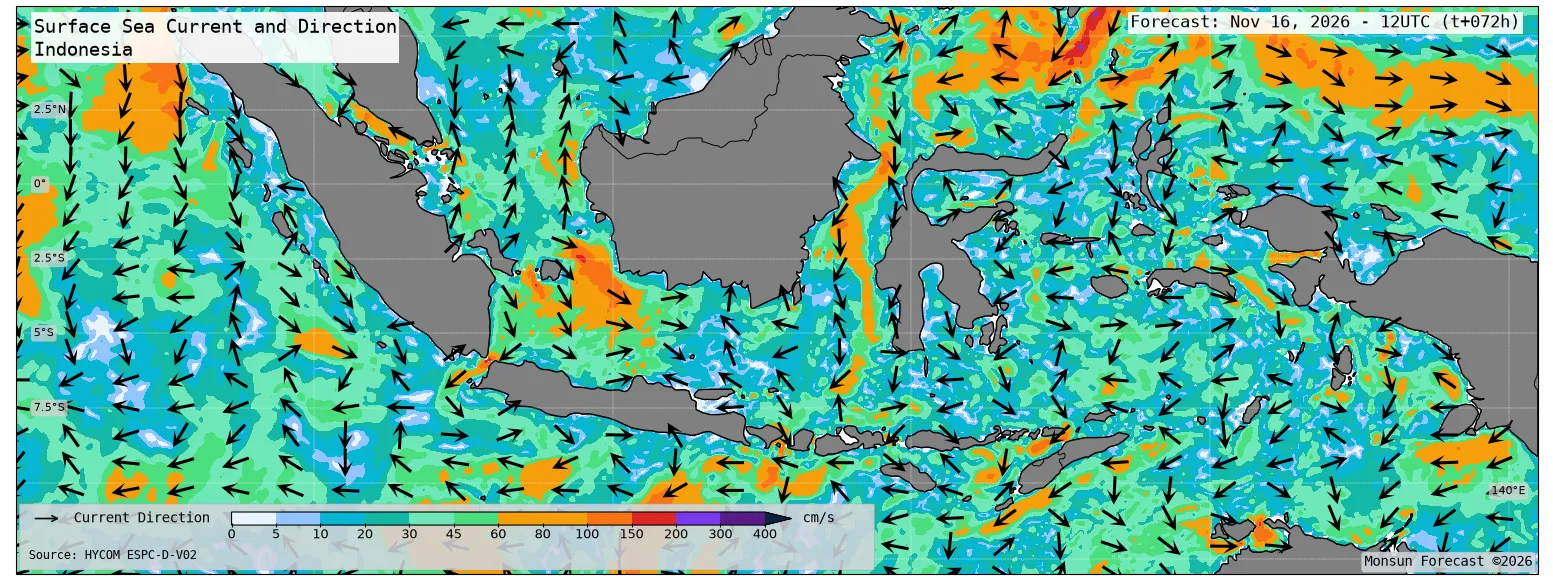 Surface Sea Current and Direction
Indonesia
Forecast: Nov 16, 2026 - 12UTC (t+072h)
2.5°N
0°
2.5°S
5°S
7.5°S
140°E
Current Direction
0 5 10 20 30 45 60 100 150 200 300 400 cm/s
Source: HYCOM ESPC-D-V02
Monsun Forecast ©2026